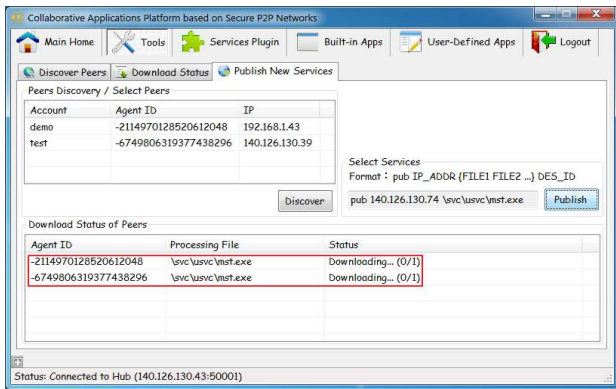 Collaborative Applications Platform based on Secure P2P Networks
Main Home Tools Services Plugin Built-in Apps User-Defined Apps Logout
Discover Peers Download Status Publish New Services
Peers Discovery / Select Peers
Account Agent ID IP
demo -2114970128520612048 192.168.1.43
test -6749806319377438296 140.126.130.39
Discover
Select Services
Format : pub IP_ADDR {FILE1 FILE2 ...} DES_ID
pub 140.126.130.74 \svc\usvc\mst.exe Publish
Download Status of Peers
Agent ID Processing File Status
-2114970128520612048 \svc\usvc\mst.exe Downloading... (0/1)
-6749806319377438296 \svc\usvc\mst.exe Downloading... (0/1)
Status: Connected to Hub (140.126.130.43:50001)